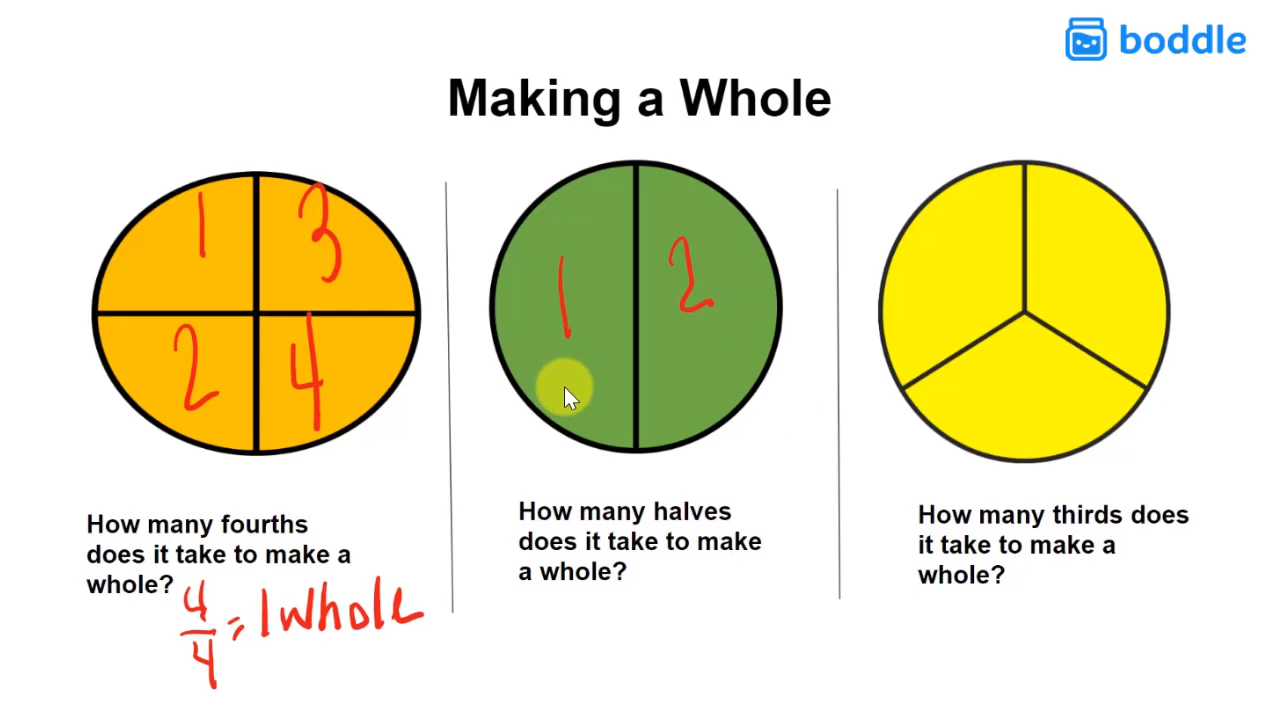 boddle
Making a Whole
1 3
2 4
How many fourths
does it take to make a
whole?
4/4 = 1 whole
1 2
How many halves
does it take to make
a whole?
How many thirds does
it take to make a
whole?